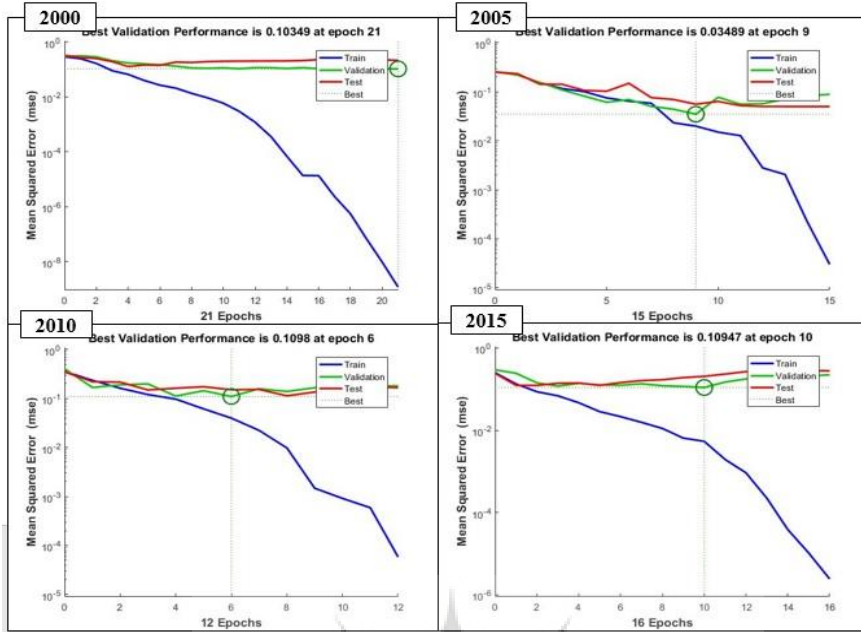 2000
Best Validation Performance is 0.10349 at epoch 21
Mean Squared Error (mse)
10^0
10^-2
10^-4
10^-6
10^-8
Train
Validation
Test
Best
0 2 4 6 8 10 12 14 16 18 20
21 Epochs
2005
Best Validation Performance is 0.03489 at epoch 9
Mean Squared Error (mse)
10^0
10^-1
10^-2
10^-3
10^-4
10^-5
Train
Validation
Test
Best
0 5 10 15
15 Epochs
2010
Best Validation Performance is 0.1098 at epoch 6
Mean Squared Error (mse)
10^0
10^-1
10^-2
10^-3
10^-4
10^-5
Train
Validation
Test
Best
0 2 4 6 8 10 12
12 Epochs
2015
Best Validation Performance is 0.10947 at epoch 10
Mean Squared Error (mse)
10^0
10^-2
10^-4
10^-6
Train
Validation
Test
Best
0 2 4 6 8 10 12 14 16
16 Epochs